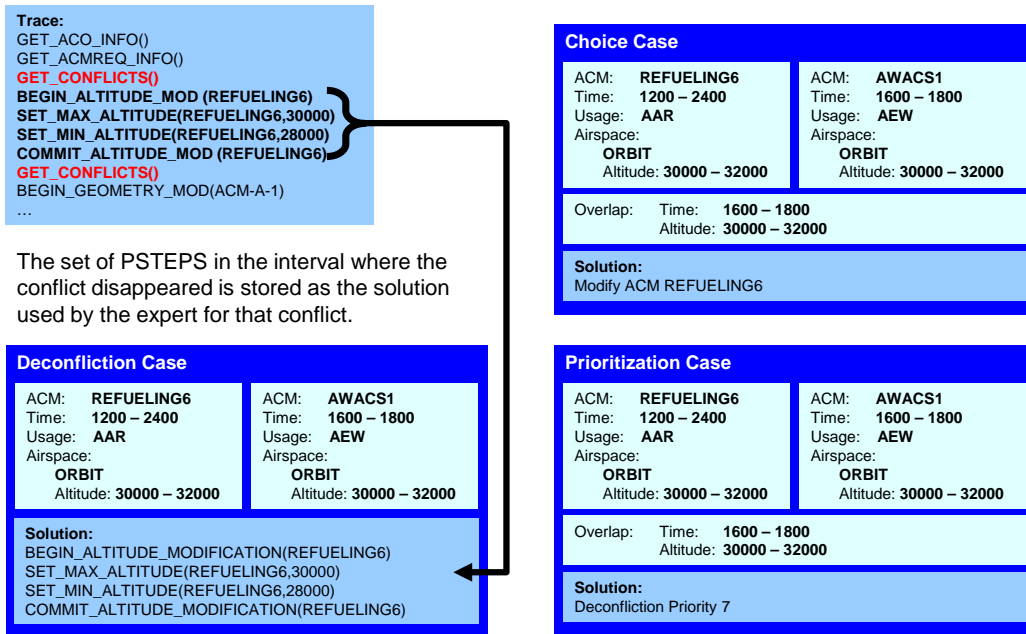 Trace:
GET_ACO_INFO()
GET_ACMREQ_INFO()
GET_CONFLICTS()
BEGIN_ALTITUDE_MOD (REFUELING6)
SET_MAX_ALTITUDE(REFUELING6,30000)
SET_MIN_ALTITUDE(REFUELING6,28000)
COMMIT_ALTITUDE_MOD (REFUELING6)
GET_CONFLICTS()
BEGIN_GEOMETRY_MOD(ACM-A-1)
…
The set of PSTEPS in the interval where the
conflict disappeared is stored as the solution
used by the expert for that conflict.
Deconfliction Case
ACM: REFUELING6
Time: 1200 – 2400
Usage: AAR
Airspace:
ORBIT
Altitude: 30000 – 32000
ACM: AWACS1
Time: 1600 – 1800
Usage: AEW
Airspace:
ORBIT
Altitude: 30000 – 32000
Solution:
BEGIN_ALTITUDE_MODIFICATION(REFUELING6)
SET_MAX_ALTITUDE(REFUELING6,30000)
SET_MIN_ALTITUDE(REFUELING6,28000)
COMMIT_ALTITUDE_MODIFICATION(REFUELING6)
Choice Case
ACM: REFUELING6
Time: 1200 – 2400
Usage: AAR
Airspace:
ORBIT
Altitude: 30000 – 32000
ACM: AWACS1
Time: 1600 – 1800
Usage: AEW
Airspace:
ORBIT
Altitude: 30000 – 32000
Overlap: Time: 1600 – 1800
Altitude: 30000 – 32000
Solution:
Modify ACM REFUELING6
Prioritization Case
ACM: REFUELING6
Time: 1200 – 2400
Usage: AAR
Airspace:
ORBIT
Altitude: 30000 – 32000
ACM: AWACS1
Time: 1600 – 1800
Usage: AEW
Airspace:
ORBIT
Altitude: 30000 – 32000
Overlap: Time: 1600 – 1800
Altitude: 30000 – 32000
Solution:
Deconfliction Priority 7